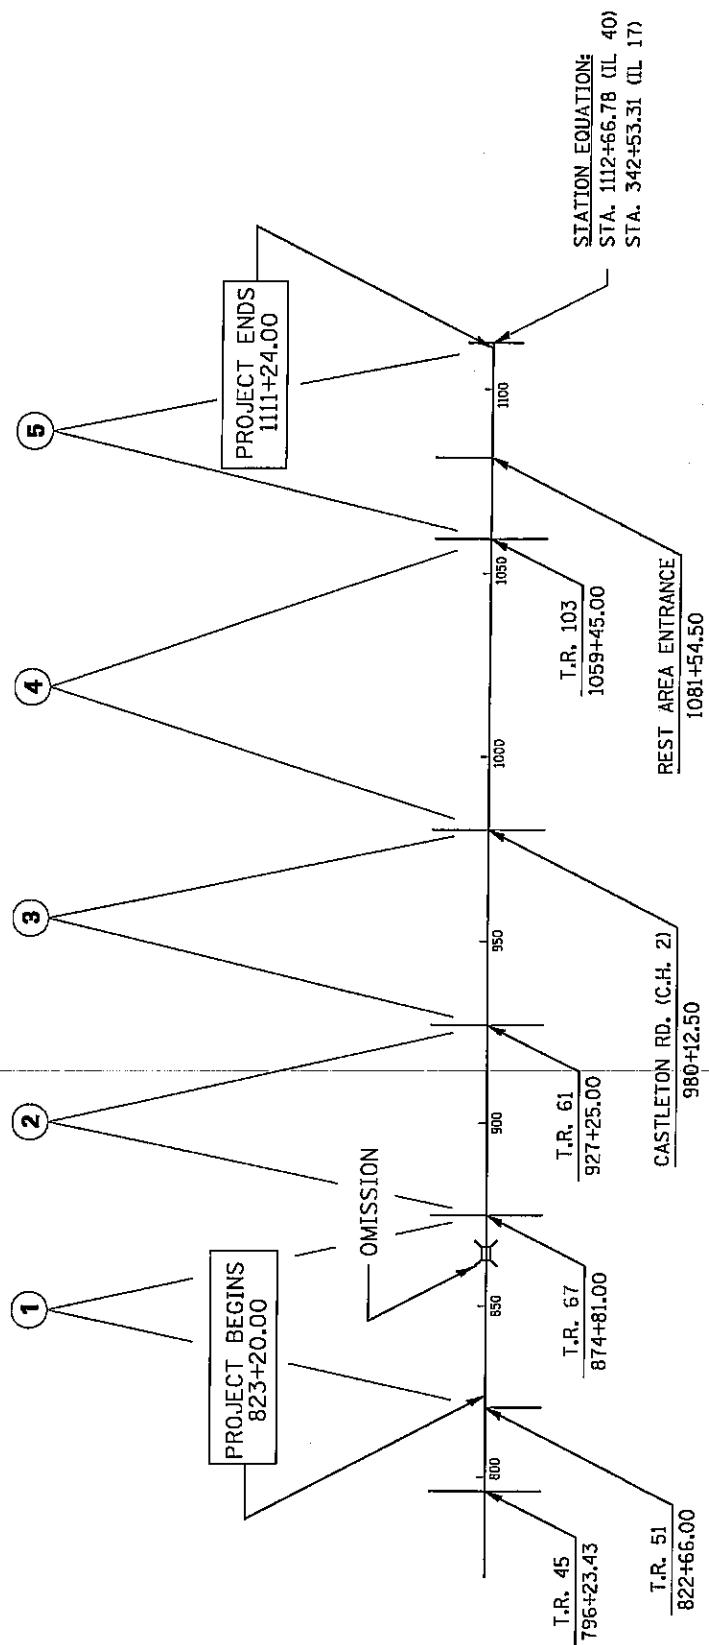 1
2
3
4
5
PROJECT BEGINS
823+20.00
OMISSION
PROJECT ENDS
1111+24.00
800
850
900
950
1000
1050
1100
T.R. 45
796+23.43
T.R. 51
822+66.00
T.R. 67
874+81.00
T.R. 61
927+25.00
CASTLETON RD. (C.H. 2)
980+12.50
T.R. 103
1059+45.00
REST AREA ENTRANCE
1081+54.50
STATION EQUATION:
STA. 1112+66.78 (IL 40)
STA. 342+53.31 (IL 17)